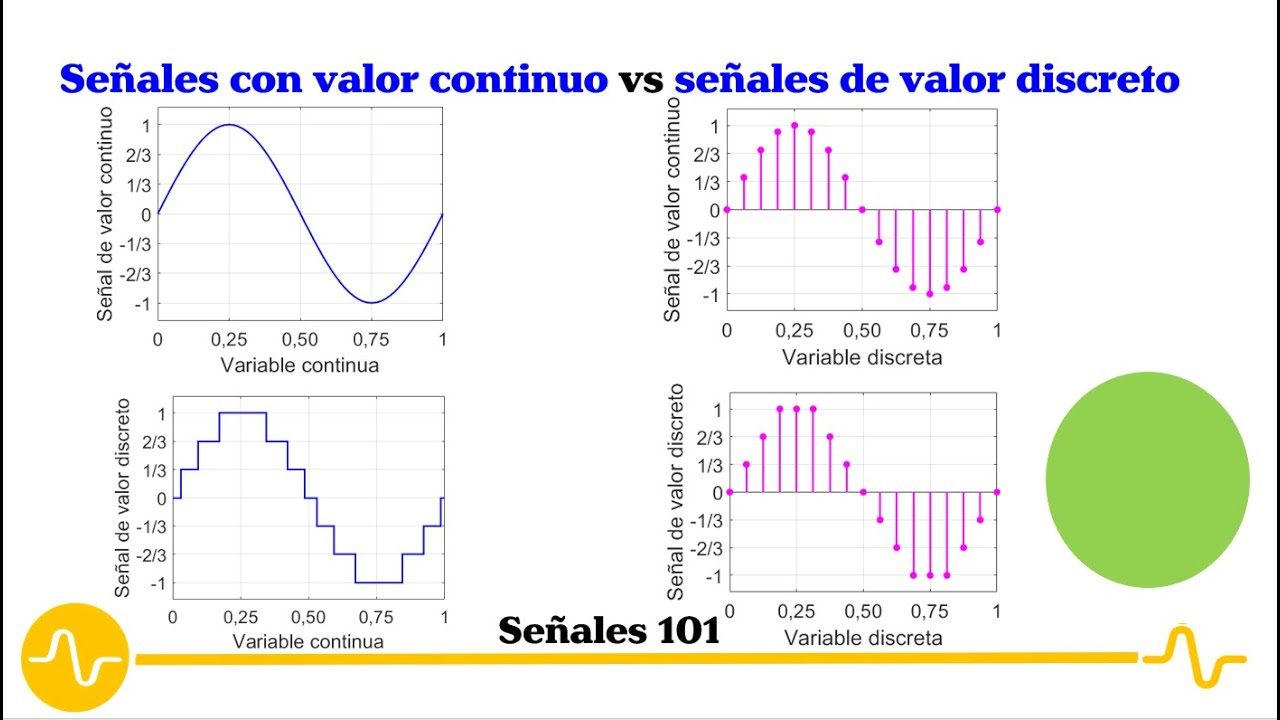 Señales con valor continuo vs señales de valor discreto
Señal de valor continuo
1
2/3
1/3
0
-1/3
-2/3
-1
0 0,25 0,50 0,75 1
Variable continua
Señal de valor continuo
1
2/3
1/3
0
-1/3
-2/3
-1
0 0,25 0,50 0,75 1
Variable discreta
Señal de valor discreto
1
2/3
1/3
0
-1/3
-2/3
-1
0 0,25 0,50 0,75 1
Variable continua
Señal de valor discreto
1
2/3
1/3
0
-1/3
-2/3
-1
0 0,25 0,50 0,75 1
Variable discreta
Señales 101